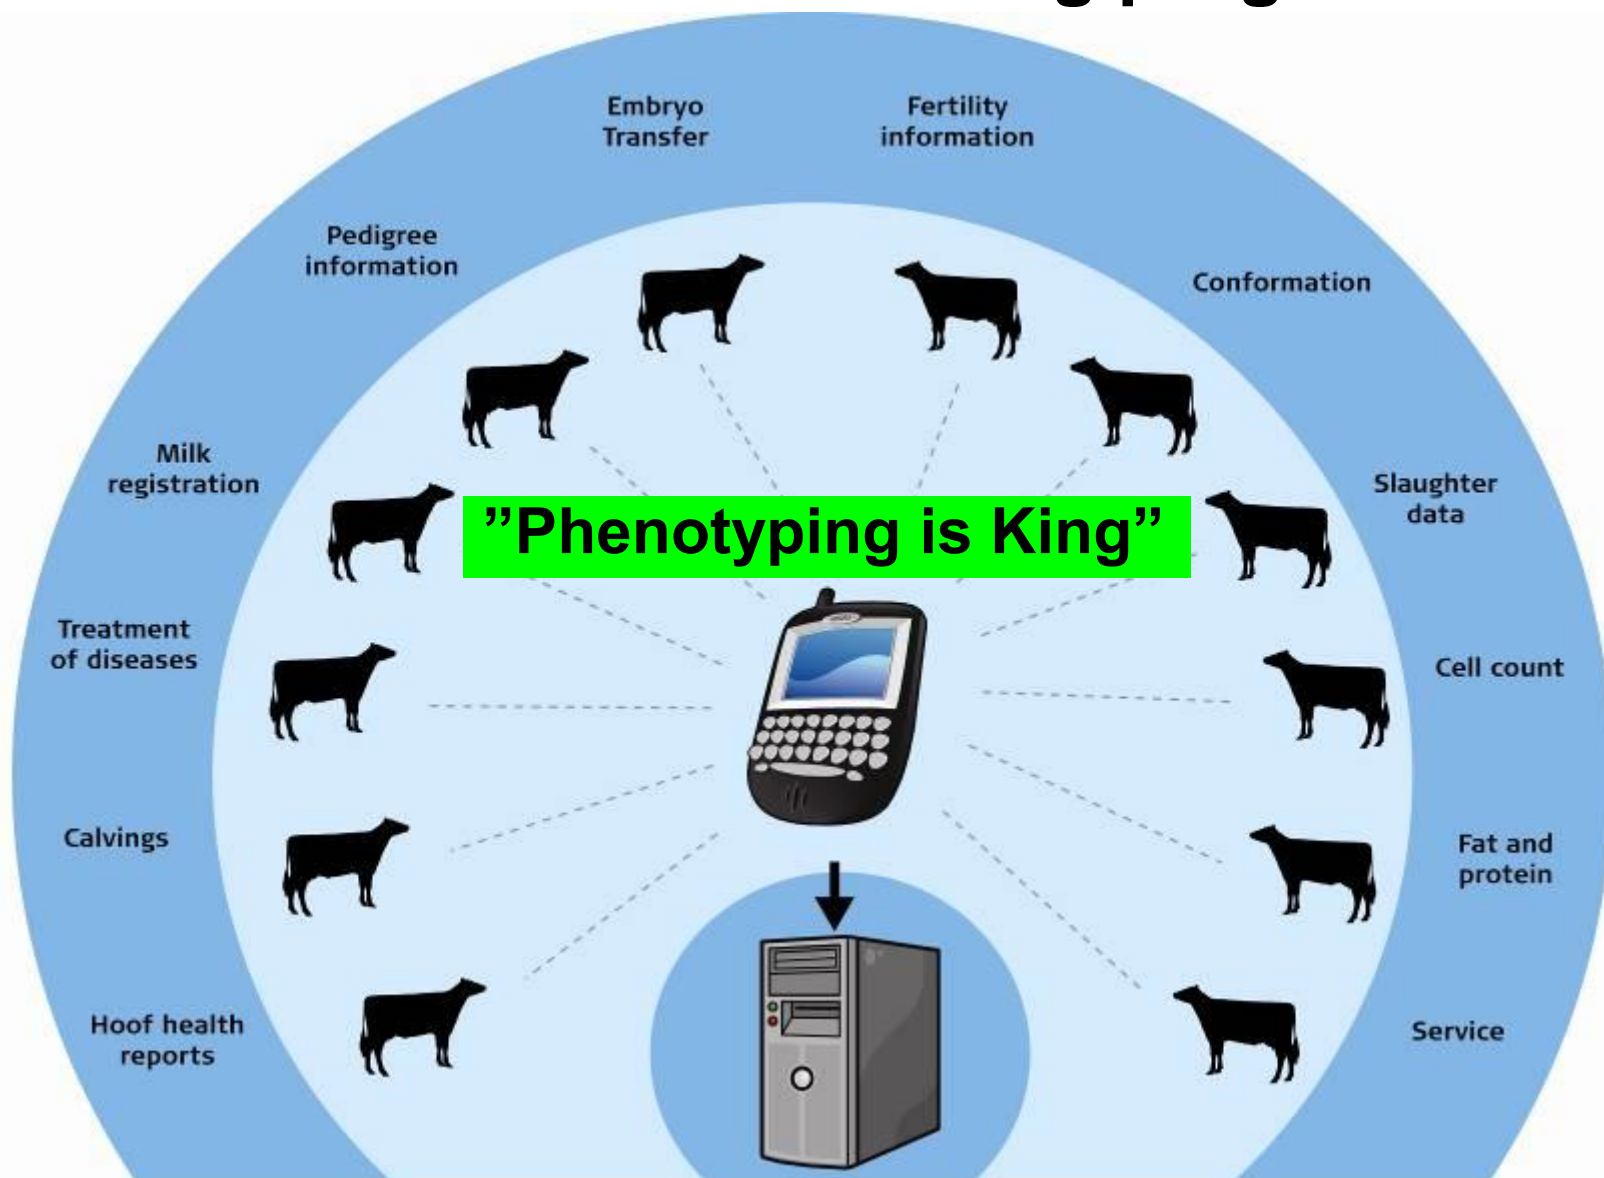 Embryo
Transfer
Fertility
information
Pedigree
information
Conformation
Milk
registration
Slaughter
data
”Phenotyping is King”
Treatment
of diseases
Cell count
Calvings
Fat and
protein
Hoof health
reports
Service